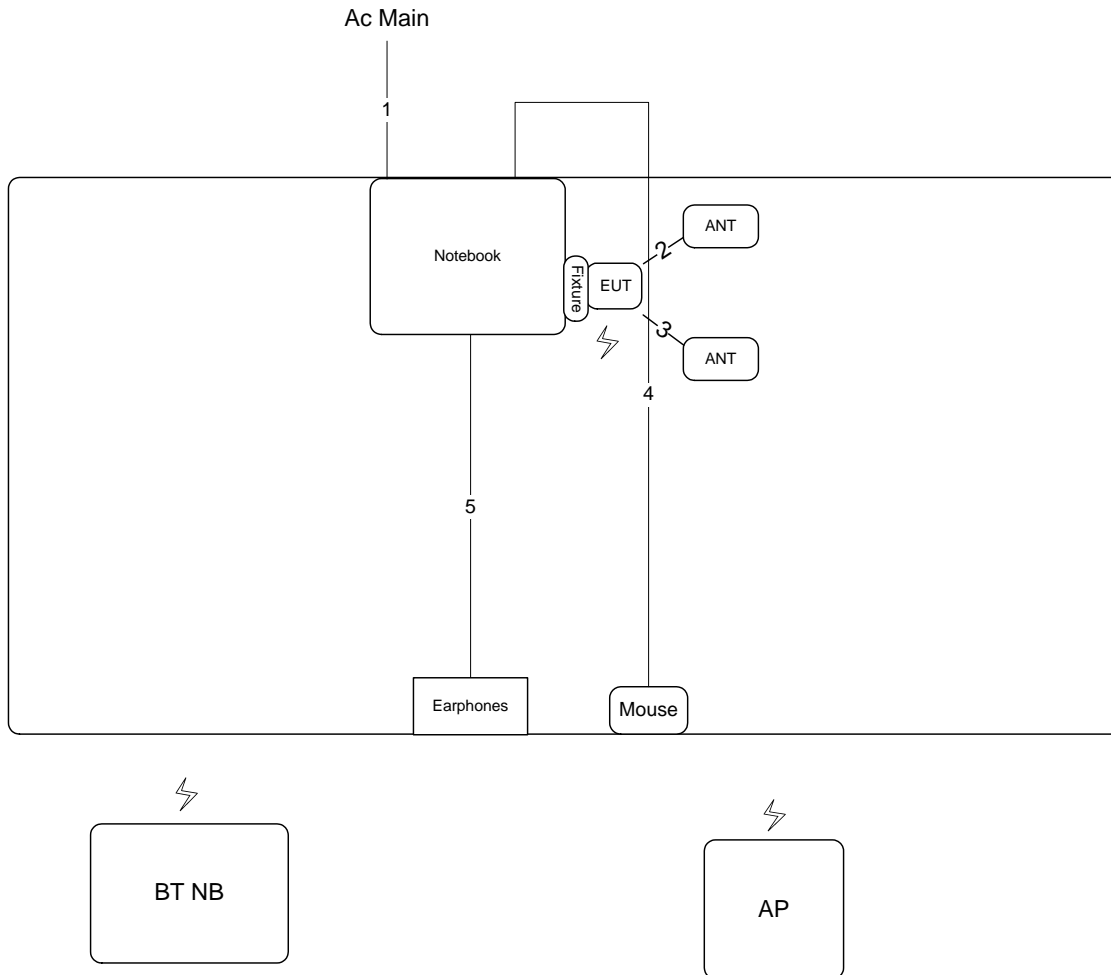 Ac Main
1
ANT
2
Notebook
Fixture
EUT
3
ANT
4
5
Earphones
Mouse
BT NB
AP